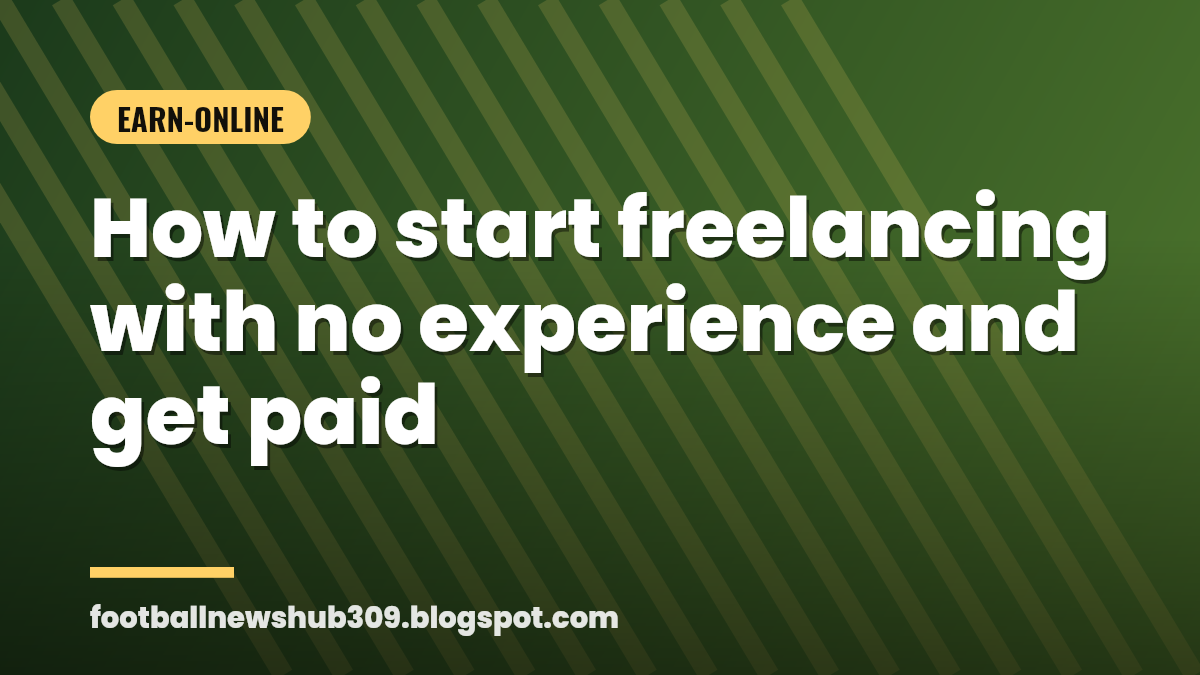 EARN-ONLINE
How to start freelancing
with no experience and
get paid
footballnewshub309.blogspot.com